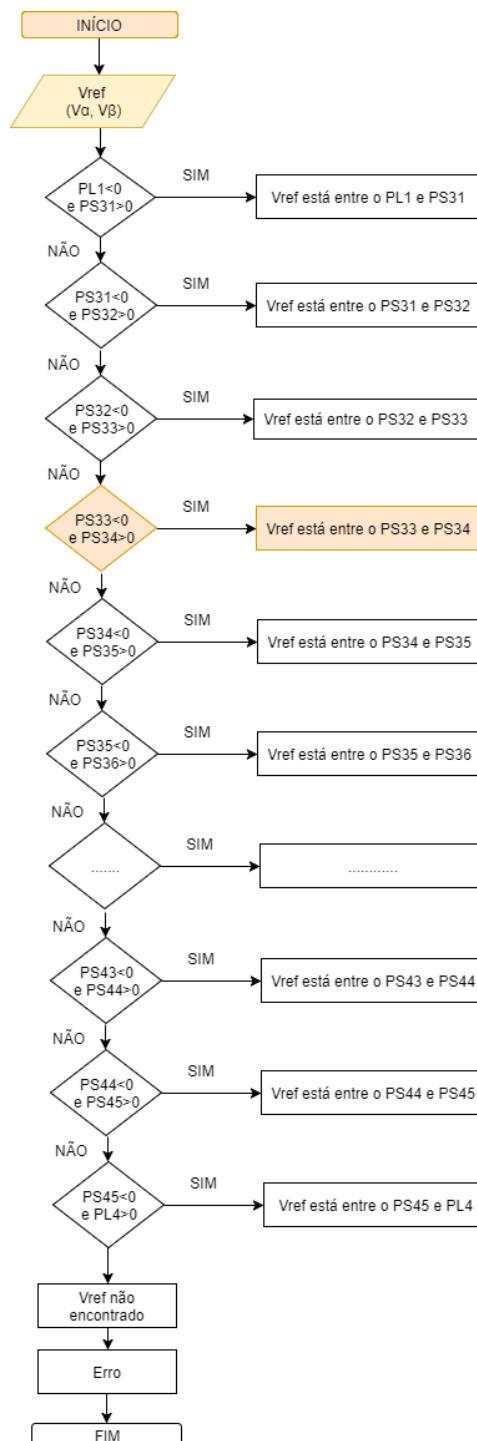 INÍCIO
Vref
(Vα, Vβ)
PL1<0
e PS31>0
SIM
Vref está entre o PL1 e PS31
NÃO
PS31<0
e PS32>0
SIM
Vref está entre o PS31 e PS32
NÃO
PS32<0
e PS33>0
SIM
Vref está entre o PS32 e PS33
NÃO
PS33<0
e PS34>0
SIM
Vref está entre o PS33 e PS34
NÃO
PS34<0
e PS35>0
SIM
Vref está entre o PS34 e PS35
NÃO
PS35<0
e PS36>0
SIM
Vref está entre o PS35 e PS36
NÃO
.......
SIM
............
NÃO
PS43<0
e PS44>0
SIM
Vref está entre o PS43 e PS44
NÃO
PS44<0
e PS45>0
SIM
Vref está entre o PS44 e PS45
NÃO
PS45<0
e PL4>0
SIM
Vref está entre o PS45 e PL4
Vref não
encontrado
Erro
FIM